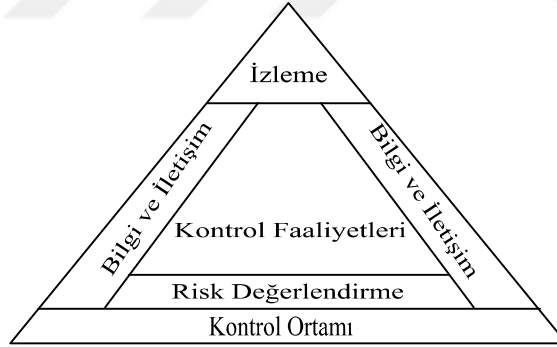 İzleme
Bilgi ve İletişim
Bilgi ve İletişim
Kontrol Faaliyetleri
Risk Değerlendirme
Kontrol Ortamı